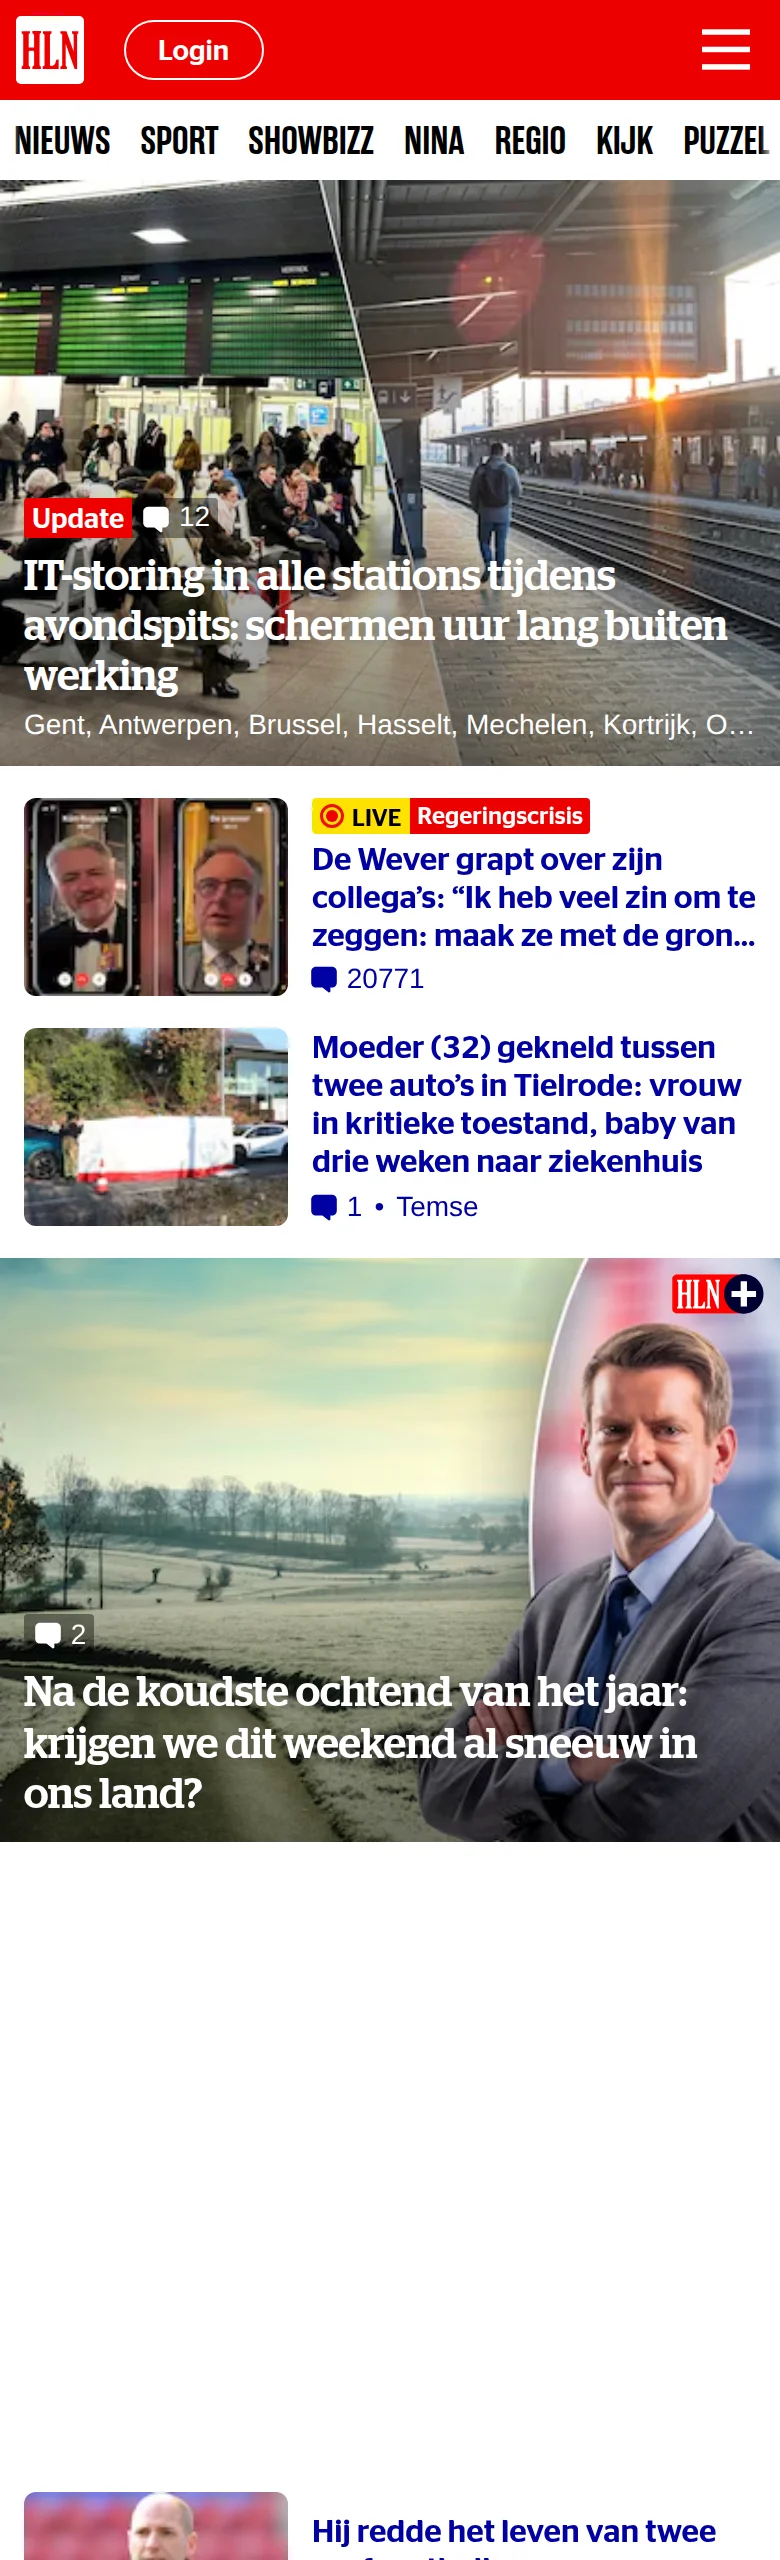 HLN
Login
NIEUWS SPORT SHOWBIZZ NINA REGIO KIJK PUZZEL
Update 12
IT-storing in alle stations tijdens
avondspits: schermen uur lang buiten
werking
Gent, Antwerpen, Brussel, Hasselt, Mechelen, Kortrijk, O…
LIVE Regeringscrisis
De Wever grapt over zijn
collega’s: “Ik heb veel zin om te
zeggen: maak ze met de gron...
20771
Moeder (32) gekneld tussen
twee auto’s in Tielrode: vrouw
in kritieke toestand, baby van
drie weken naar ziekenhuis
1 • Temse
HLN+
2
Na de koudste ochtend van het jaar:
krijgen we dit weekend al sneeuw in
ons land?
Hij redde het leven van twee